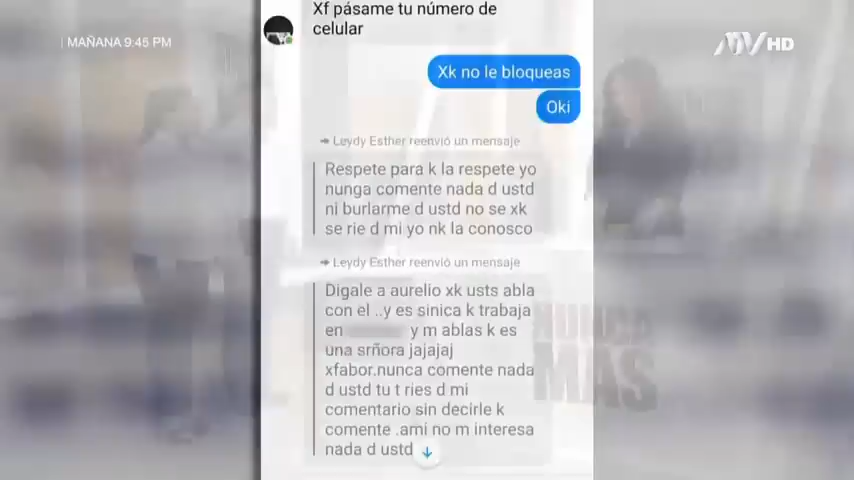 Xf pásame tu número de
celular
MAÑANA 9:45 PM
ATV HD
Xk no le bloqueas
Oki
Leydy Esther reenvió un mensaje
Respete para k la respete yo
nunga comente nada d ustd
ni burlarme d ustd no se xk
se rie d mi yo nk la conosco
Leydy Esther reenvió un mensaje
Digale a aurelio xk usts abla
con el ..y es sinica k trabaja
en y m ablas k es
una srñora jajajaj
xfabor.nunca comente nada
d ustd tu t ries d mi
comentario sin decirle k
comente .ami no m interesa
nada d ustd
NUNCA
MAS